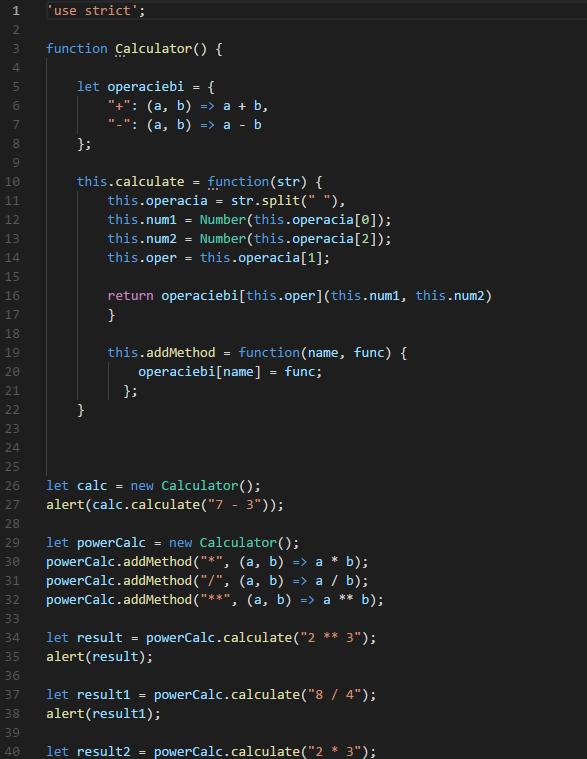 1 'use strict';
2
3 function Calculator() {
4
5 let operaciebi = {
6 "+": (a, b) => a + b,
7 "-": (a, b) => a - b
8 };
9
10 this.calculate = function(str) {
11 this.operacia = str.split(" "),
12 this.num1 = Number(this.operacia[0]);
13 this.num2 = Number(this.operacia[2]);
14 this.oper = this.operacia[1];
15
16 return operaciebi[this.oper](this.num1, this.num2)
17 }
18
19 this.addMethod = function(name, func) {
20 operaciebi[name] = func;
21 };
22 }
23
24
25
26 let calc = new Calculator();
27 alert(calc.calculate("7 - 3"));
28
29 let powerCalc = new Calculator();
30 powerCalc.addMethod("*", (a, b) => a * b);
31 powerCalc.addMethod("/", (a, b) => a / b);
32 powerCalc.addMethod("**", (a, b) => a ** b);
33
34 let result = powerCalc.calculate("2 ** 3");
35 alert(result);
36
37 let result1 = powerCalc.calculate("8 / 4");
38 alert(result1);
39
40 let result2 = powerCalc.calculate("2 * 3");